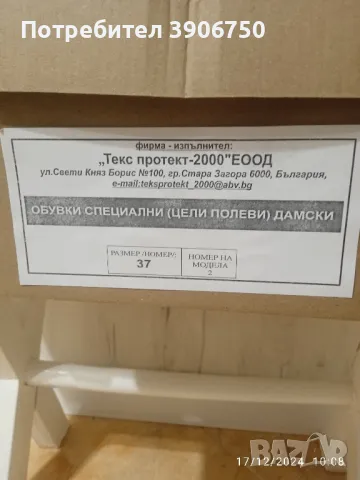 Потребител 3906750
фирма - изпълнител:
„Текс протект-2000"ЕООД
ул.Свети Княз Борис №100, гр.Стара Загора 6000, България,
e-mail:teksprotekt_2000@abv.bg
ОБУВКИ СПЕЦИАЛНИ (ЦЕЛИ ПОЛЕВИ) ДАМСКИ
РАЗМЕР /НОМЕР/:
37
НОМЕР НА
МОДЕЛА
2
17/12/2024 10:08
BAZAR